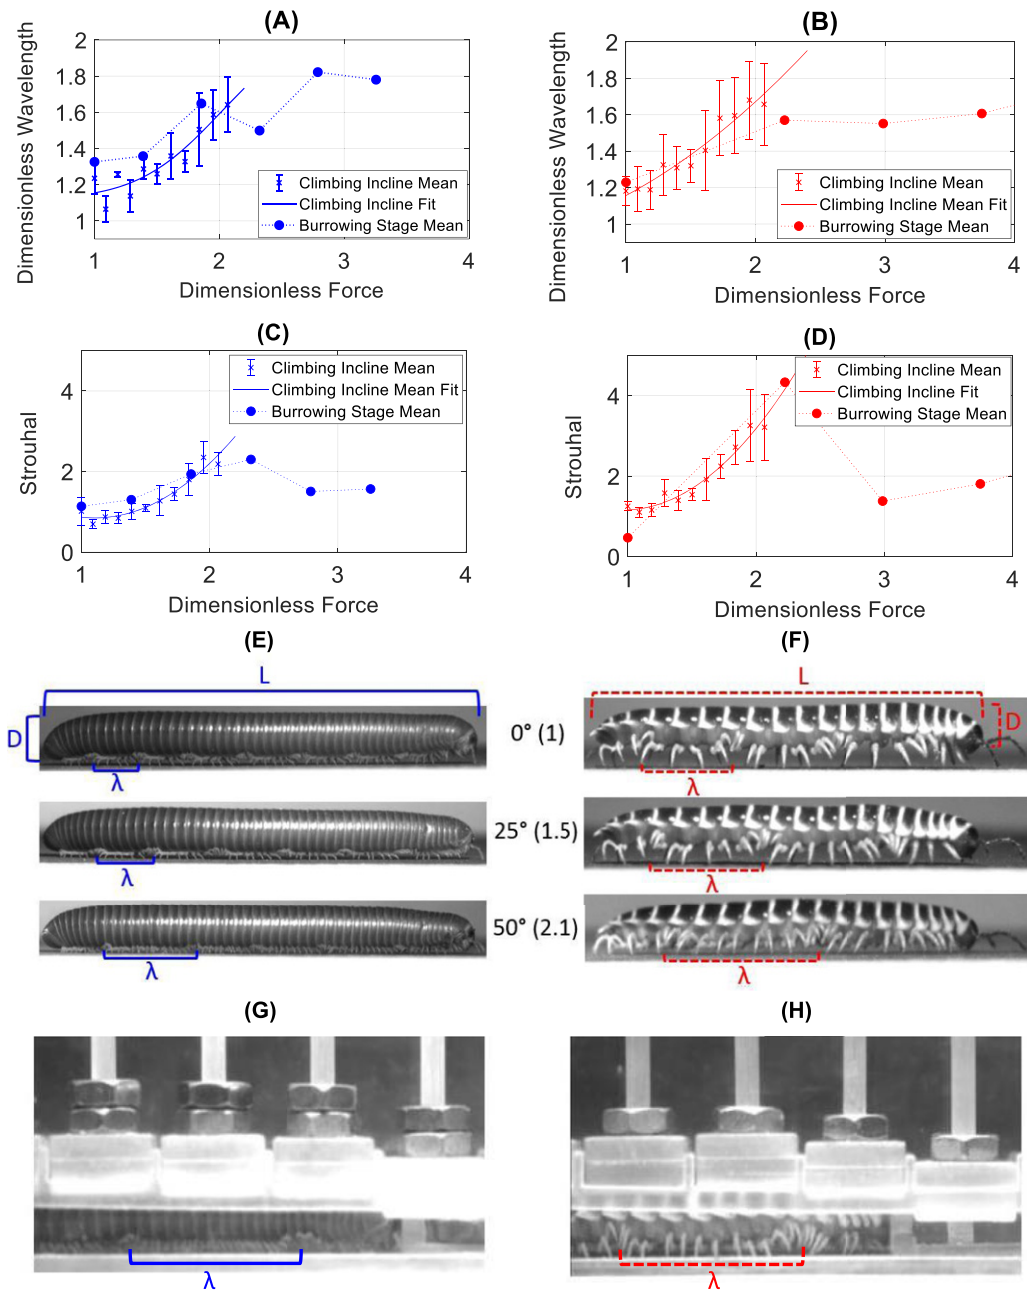 (A)
Dimensionless Wavelength
2
1.8
1.6
1.4
1.2
1
Climbing Incline Mean
Climbing Incline Fit
Burrowing Stage Mean
1 2 3 4
Dimensionless Force
(B)
Dimensionless Wavelength
2
1.8
1.6
1.4
1.2
1
Climbing Incline Mean
Climbing Incline Mean Fit
Burrowing Stage Mean
1 2 3 4
Dimensionless Force
(C)
Strouhal
4
2
0
Climbing Incline Mean
Climbing Incline Mean Fit
Burrowing Stage Mean
1 2 3 4
Dimensionless Force
(D)
Strouhal
4
2
0
Climbing Incline Mean
Climbing Incline Fit
Burrowing Stage Mean
1 2 3 4
Dimensionless Force
(E)
L
D
λ
λ
λ
0° (1)
25° (1.5)
50° (2.1)
(F)
L
D
λ
λ
λ
(G)
λ
(H)
λ